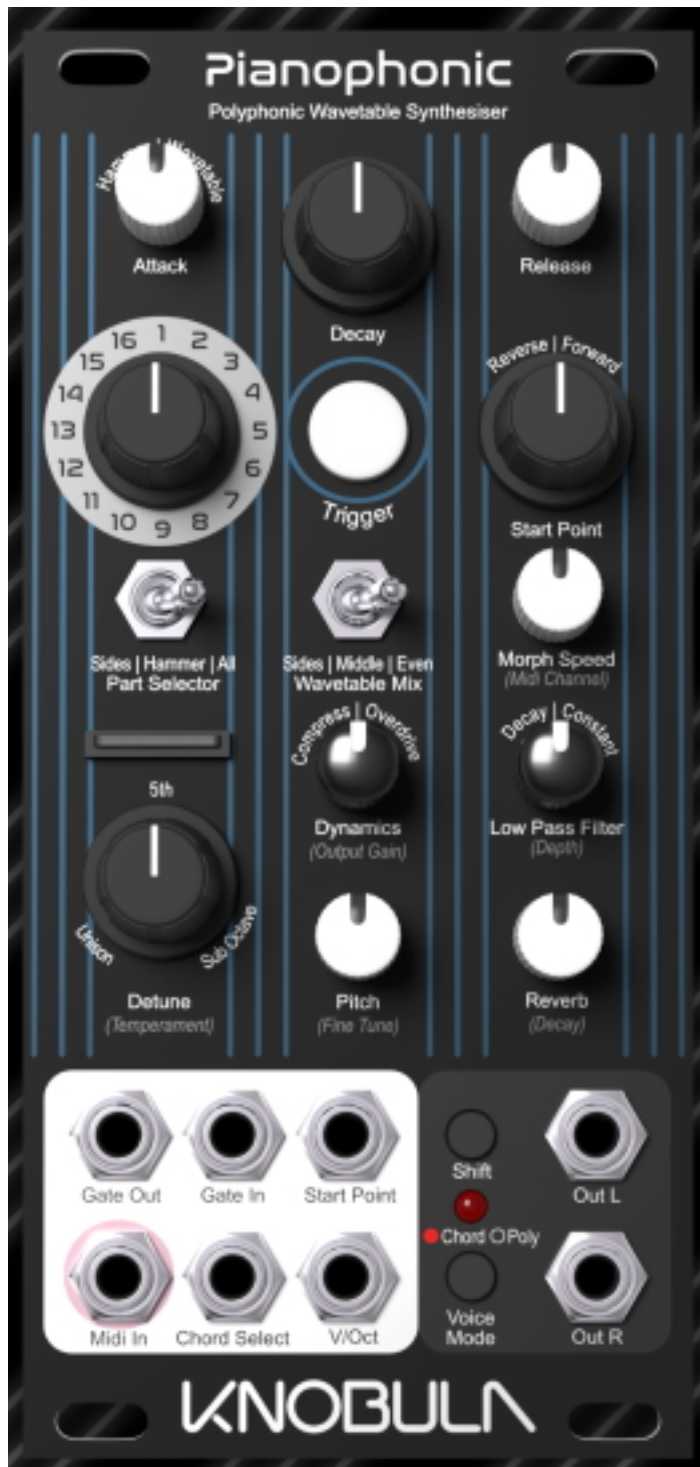 Pianophonic
Polyphonic Wavetable Synthesiser
Hammer | Wavetable
Attack
Decay
Release
1
2
3
4
5
6
7
8
9
10
11
12
13
14
15
16
Trigger
Reverse | Forward
Start Point
Sides | Hammer | All
Part Selector
Sides | Middle | Even
Wavetable Mix
Morph Speed
(Midi Channel)
5th
Unison
Sub Octave
Detune
(Temperament)
Compress | Overdrive
Dynamics
(Output Gain)
Decay | Constant
Low Pass Filter
(Depth)
Pitch
(Fine Tune)
Reverb
(Decay)
Gate Out
Gate In
Start Point
Midi In
Chord Select
V/Oct
Shift
Chord Poly
Voice
Mode
Out L
Out R
KNOBULA